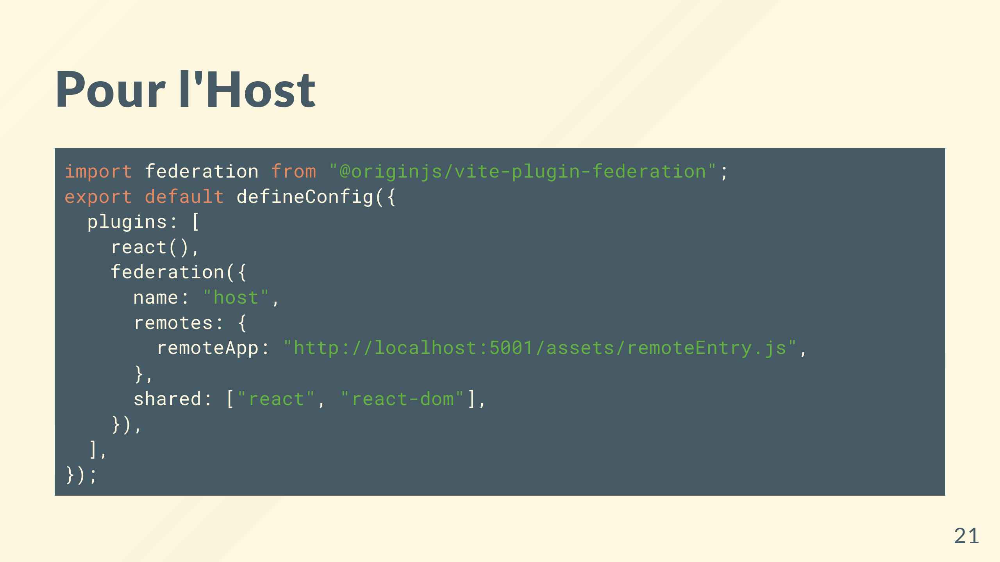 Pour l'Host
import federation from "@originjs/vite-plugin-federation";
export default defineConfig({
  plugins: [
    react(),
    federation({
      name: "host",
      remotes: {
        remoteApp: "http://localhost:5001/assets/remoteEntry.js",
      },
      shared: ["react", "react-dom"],
    }),
  ],
});
21